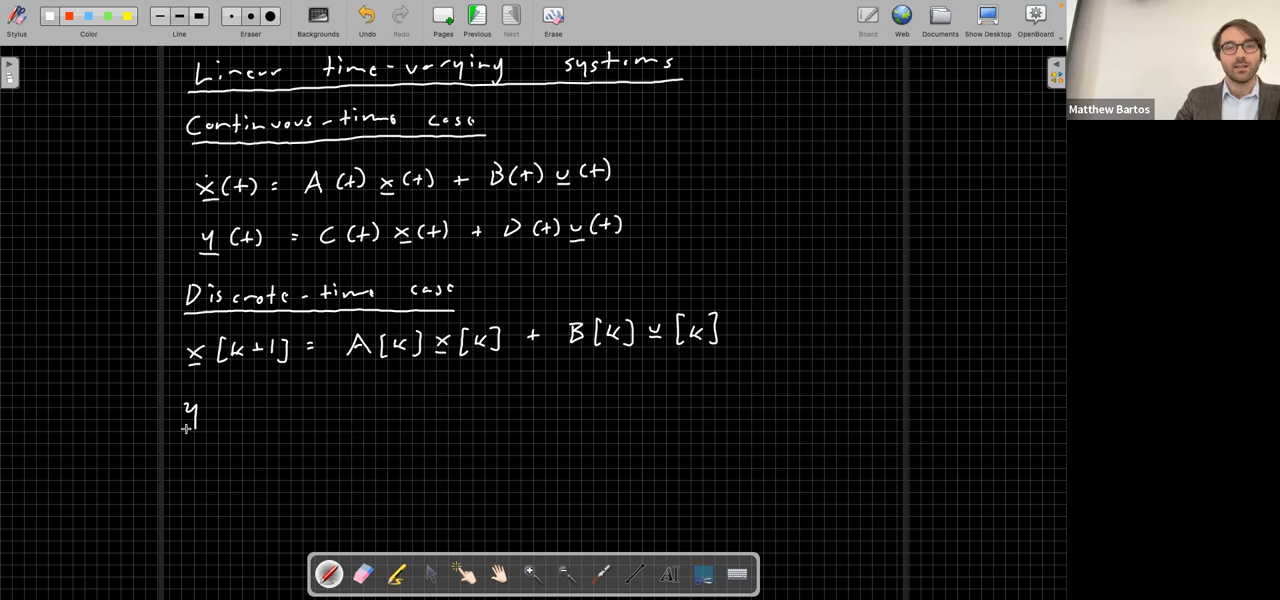 Stylus Color Line Eraser Backgrounds Undo Redo Pages Previous Next Erase Board Web Documents Show Desktop OpenBoard
Matthew Bartos
Linear time-varying systems
Continuous-time case
ẋ(t) = A(t) x(t) + B(t) u(t)
y(t) = C(t) x(t) + D(t) u(t)
Discrete-time case
x[k+1] = A[k] x[k] + B[k] u[k]
y